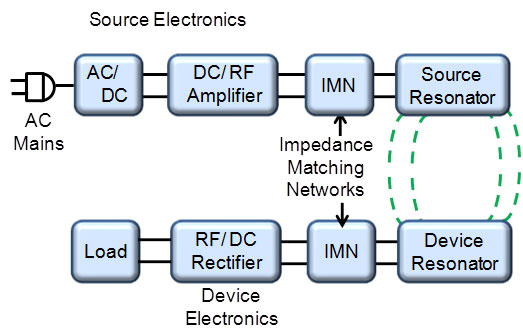 Source Electronics
AC/
DC
DC/RF
Amplifier
IMN
Source
Resonator
AC
Mains
Impedance
Matching
Networks
Load
RF/DC
Rectifier
IMN
Device
Resonator
Device
Electronics